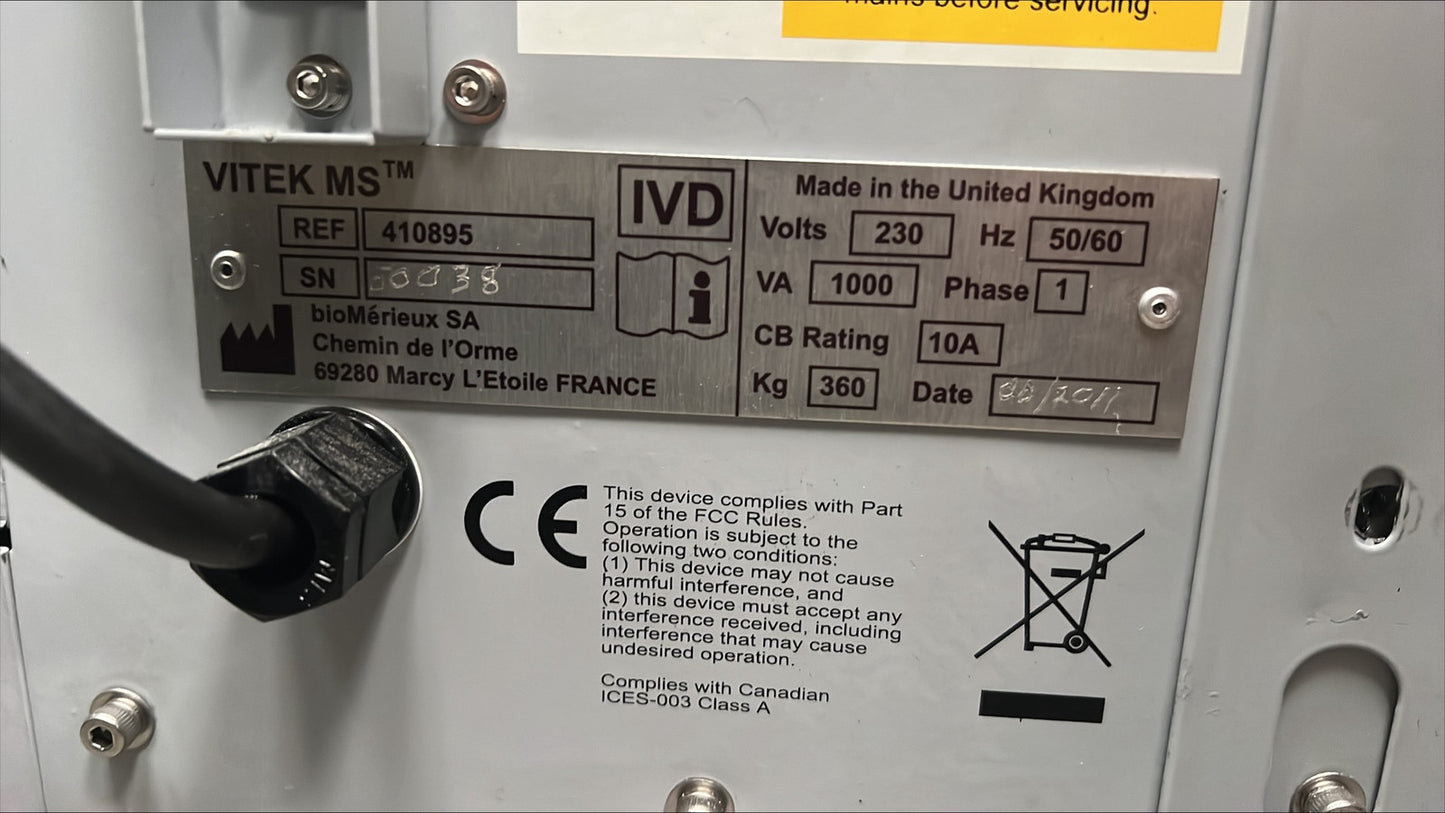 mains before servicing.
VITEK MS™
REF 410895
SN
bioMérieux SA
Chemin de l'Orme
69280 Marcy L'Etoile FRANCE
IVD
i
Made in the United Kingdom
Volts 230 Hz 50/60
VA 1000 Phase 1
CB Rating 10A
Kg 360 Date
CE
This device complies with Part
15 of the FCC Rules.
Operation is subject to the
following two conditions:
(1) This device may not cause
harmful interference, and
(2) this device must accept any
interference received, including
interference that may cause
undesired operation.
Complies with Canadian
ICES-003 Class A